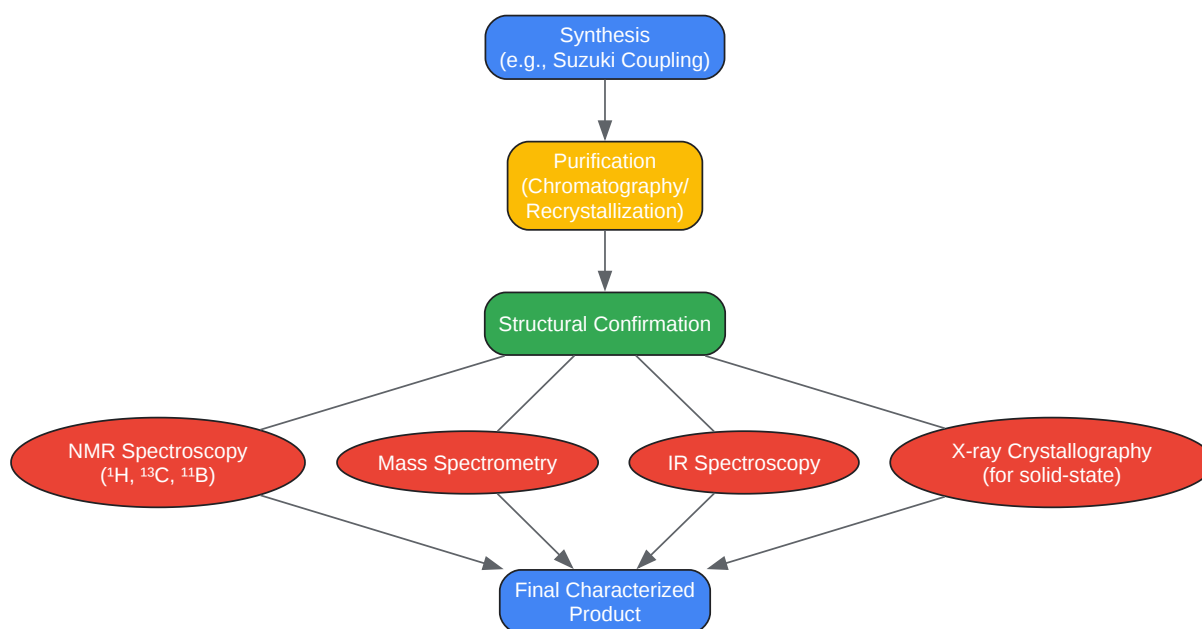 Synthesis
(e.g., Suzuki Coupling)
Purification
(Chromatography/
Recrystallization)
Structural Confirmation
NMR Spectroscopy
(¹H, ¹³C, ¹¹B)
Mass Spectrometry
IR Spectroscopy
X-ray Crystallography
(for solid-state)
Final Characterized
Product